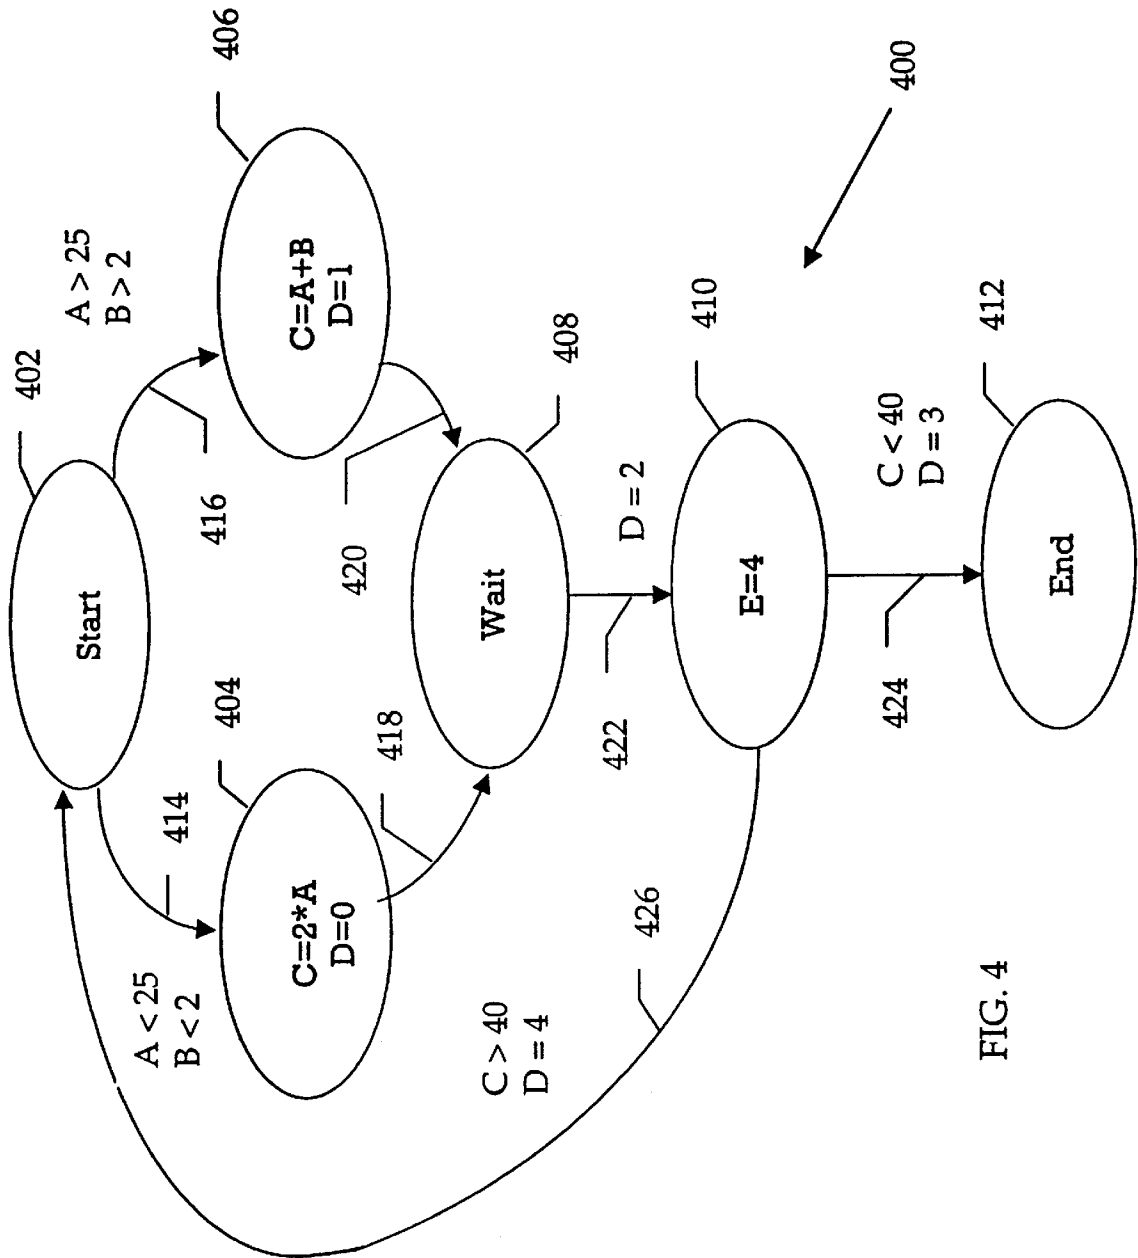 402
Start
A > 25
B > 2
406
416
414
A < 25
B < 2
404
C=2*A
D=0
C=A+B
D=1
420
418
408
Wait
422
D = 2
410
E=4
400
C > 40
D = 4
426
424
C < 40
D = 3
412
End
FIG. 4